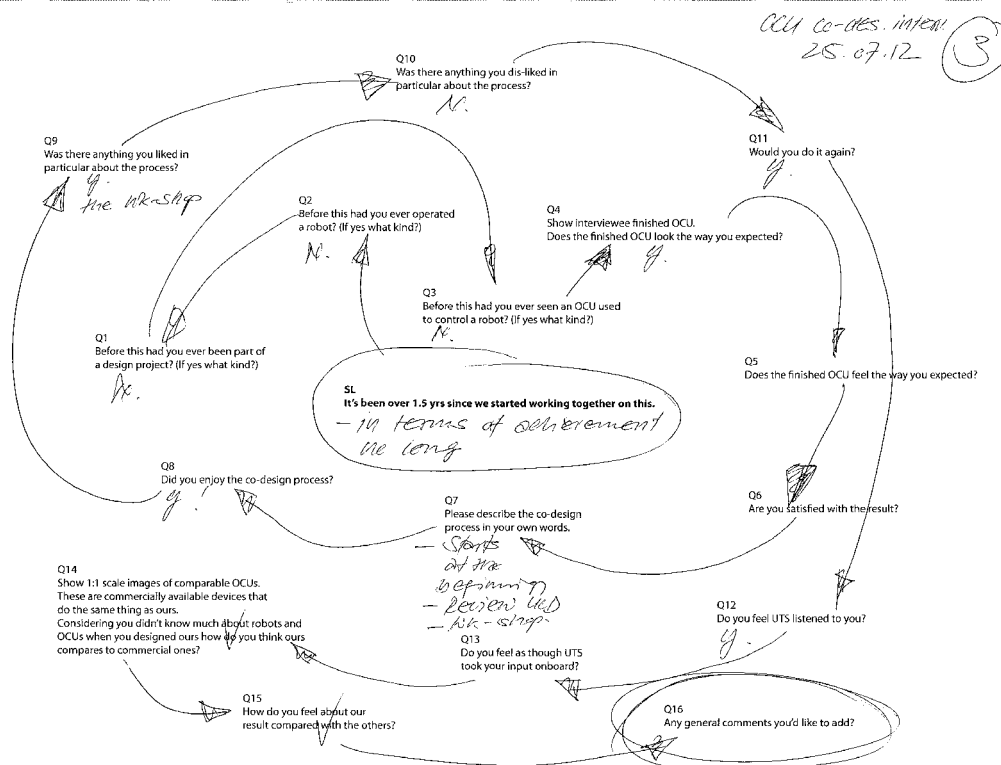 25.07.12
3
Q10
Was there anything you dis-liked in
particular about the process?
N.
Q9
Was there anything you liked in
particular about the process?
y.
the wk-shop
Q11
Would you do it again?
y.
Q2
Before this had you ever operated
a robot? (If yes what kind?)
N.
Q4
Show interviewee finished OCU.
Does the finished OCU look the way you expected?
y.
Q3
Before this had you ever seen an OCU used
to control a robot? (If yes what kind?)
N.
Q1
Before this had you ever been part of
a design project? (If yes what kind?)
Q5
Does the finished OCU feel the way you expected?
SL
It's been over 1.5 yrs since we started working together on this.
- in terms of
Q8
Did you enjoy the co-design process?
y!
Q7
Please describe the co-design
process in your own words.
- Starts
at the
beginning
- Review
- wk-shop.
Q6
Are you satisfied with the result?
Q14
Show 1:1 scale images of comparable OCUs.
These are commercially available devices that
do the same thing as ours.
Considering you didn't know much about robots and
OCUs when you designed ours how do you think ours
compares to commercial ones?
Q12
Do you feel UTS listened to you?
y.
Q13
Do you feel as though UTS
took your input onboard?
Q15
How do you feel about our
result compared with the others?
Q16
Any general comments you'd like to add?